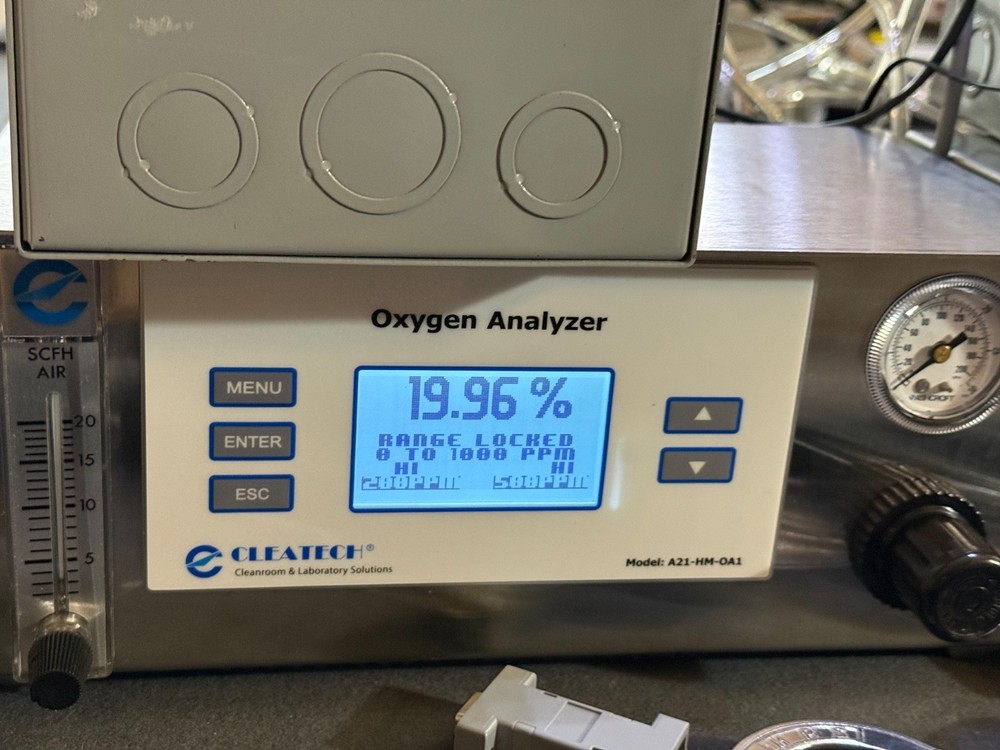 Oxygen Analyzer
SCFH
AIR
20
15
10
5
MENU
ENTER
ESC
19.96 %
RANGE LOCKED
0 TO 1000 PPM
HI HI
200PPM 500PPM
CLEATECH®
Cleanroom & Laboratory Solutions
Model: A21-HM-OA1
ASHCROFT